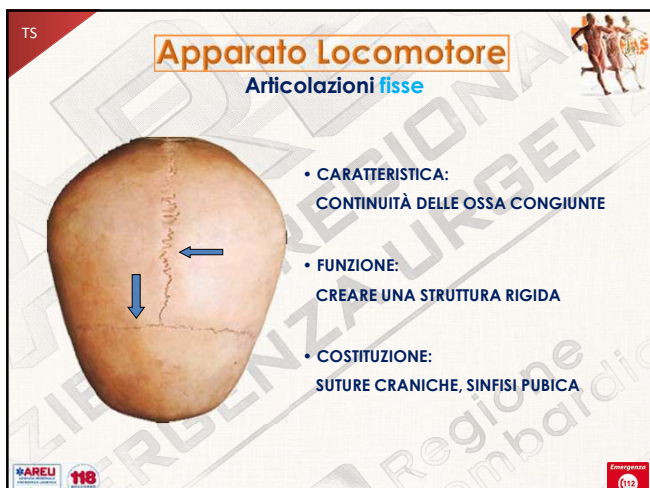 TS
Apparato Locomotore
Articolazioni fisse
• CARATTERISTICA:
CONTINUITÀ DELLE OSSA CONGIUNTE
• FUNZIONE:
CREARE UNA STRUTTURA RIGIDA
• COSTITUZIONE:
SUTURE CRANICHE, SINFISI PUBICA
AREU
118
Emergenza
112
Regione